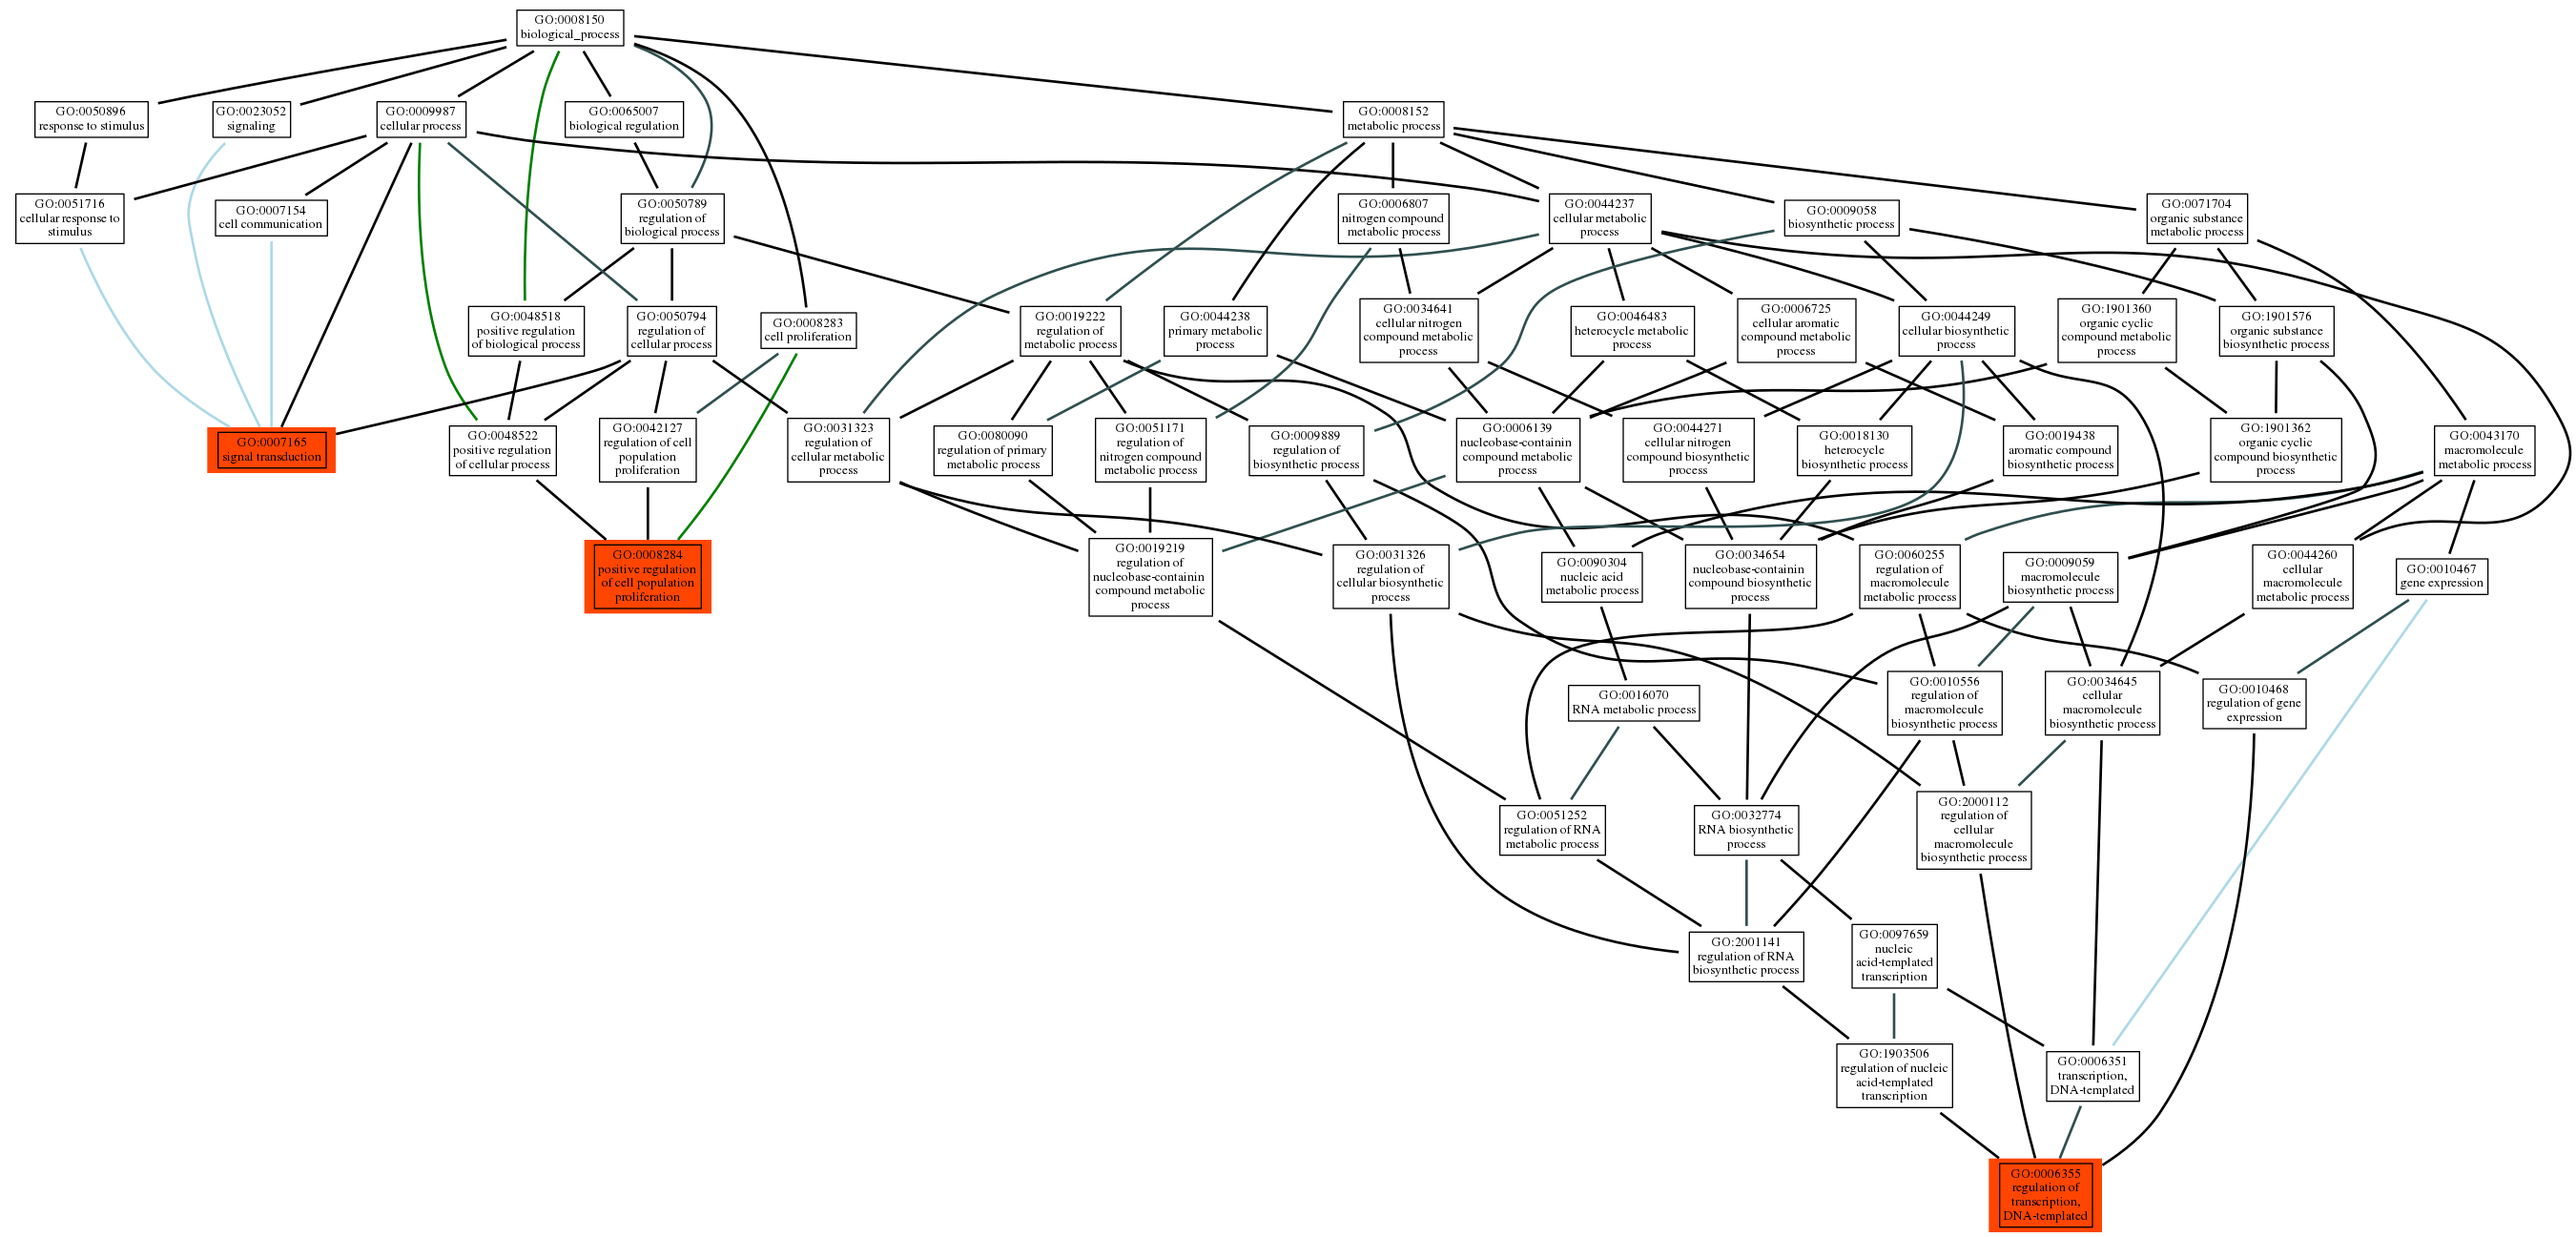 GO:0008150
biological_process
GO:0050896
response to stimulus
GO:0023052
signaling
GO:0009987
cellular process
GO:0065007
biological regulation
GO:0008152
metabolic process
GO:0051716
cellular response to
stimulus
GO:0007154
cell communication
GO:0050789
regulation of
biological process
GO:0006807
nitrogen compound
metabolic process
GO:0044237
cellular metabolic
process
GO:0009058
biosynthetic process
GO:0071704
organic substance
metabolic process
GO:0048518
positive regulation
of biological process
GO:0050794
regulation of
cellular process
GO:0008283
cell proliferation
GO:0019222
regulation of
metabolic process
GO:0044238
primary metabolic
process
GO:0034641
cellular nitrogen
compound metabolic
process
GO:0046483
heterocycle metabolic
process
GO:0006725
cellular aromatic
compound metabolic
process
GO:0044249
cellular biosynthetic
process
GO:1901360
organic cyclic
compound metabolic
process
GO:1901576
organic substance
biosynthetic process
GO:0007165
signal transduction
GO:0048522
positive regulation
of cellular process
GO:0042127
regulation of cell
population
proliferation
GO:0031323
regulation of
cellular metabolic
process
GO:0080090
regulation of primary
metabolic process
GO:0051171
regulation of
nitrogen compound
metabolic process
GO:0009889
regulation of
biosynthetic process
GO:0006139
nucleobase-containin
compound metabolic
process
GO:0044271
cellular nitrogen
compound biosynthetic
process
GO:0018130
heterocycle
biosynthetic process
GO:0019438
aromatic compound
biosynthetic process
GO:1901362
organic cyclic
compound biosynthetic
process
GO:0043170
macromolecule
metabolic process
GO:0008284
positive regulation
of cell population
proliferation
GO:0019219
regulation of
nucleobase-containin
compound metabolic
process
GO:0031326
regulation of
cellular biosynthetic
process
GO:0090304
nucleic acid
metabolic process
GO:0034654
nucleobase-containin
compound biosynthetic
process
GO:0060255
regulation of
macromolecule
metabolic process
GO:0009059
macromolecule
biosynthetic process
GO:0044260
cellular
macromolecule
metabolic process
GO:0010467
gene expression
GO:0016070
RNA metabolic process
GO:0010556
regulation of
macromolecule
biosynthetic process
GO:0034645
cellular
macromolecule
biosynthetic process
GO:0010468
regulation of gene
expression
GO:0051252
regulation of RNA
metabolic process
GO:0032774
RNA biosynthetic
process
GO:2000112
regulation of
cellular
macromolecule
biosynthetic process
GO:2001141
regulation of RNA
biosynthetic process
GO:0097659
nucleic
acid-templated
transcription
GO:1903506
regulation of nucleic
acid-templated
transcription
GO:0006351
transcription,
DNA-templated
GO:0006355
regulation of
transcription,
DNA-templated